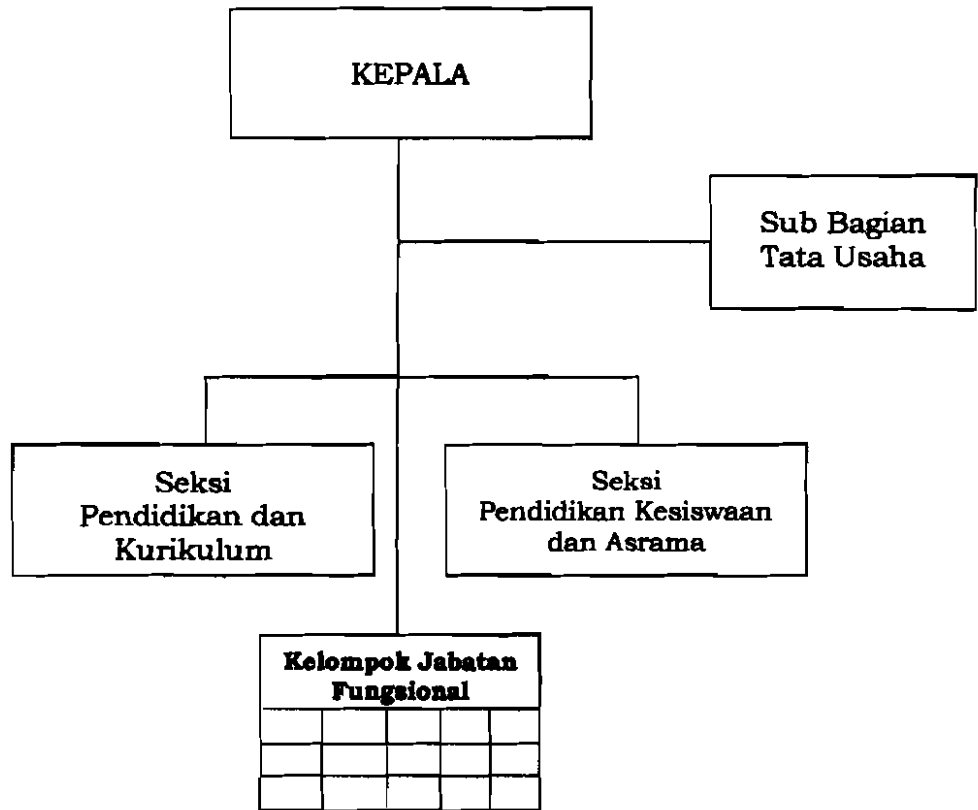 KEPALA
Sub Bagian
Tata Usaha
Seksi
Pendidikan dan
Kurikulum
Seksi
Pendidikan Kesiswaan
dan Asrama
Kelompok Jabatan
Fungsional